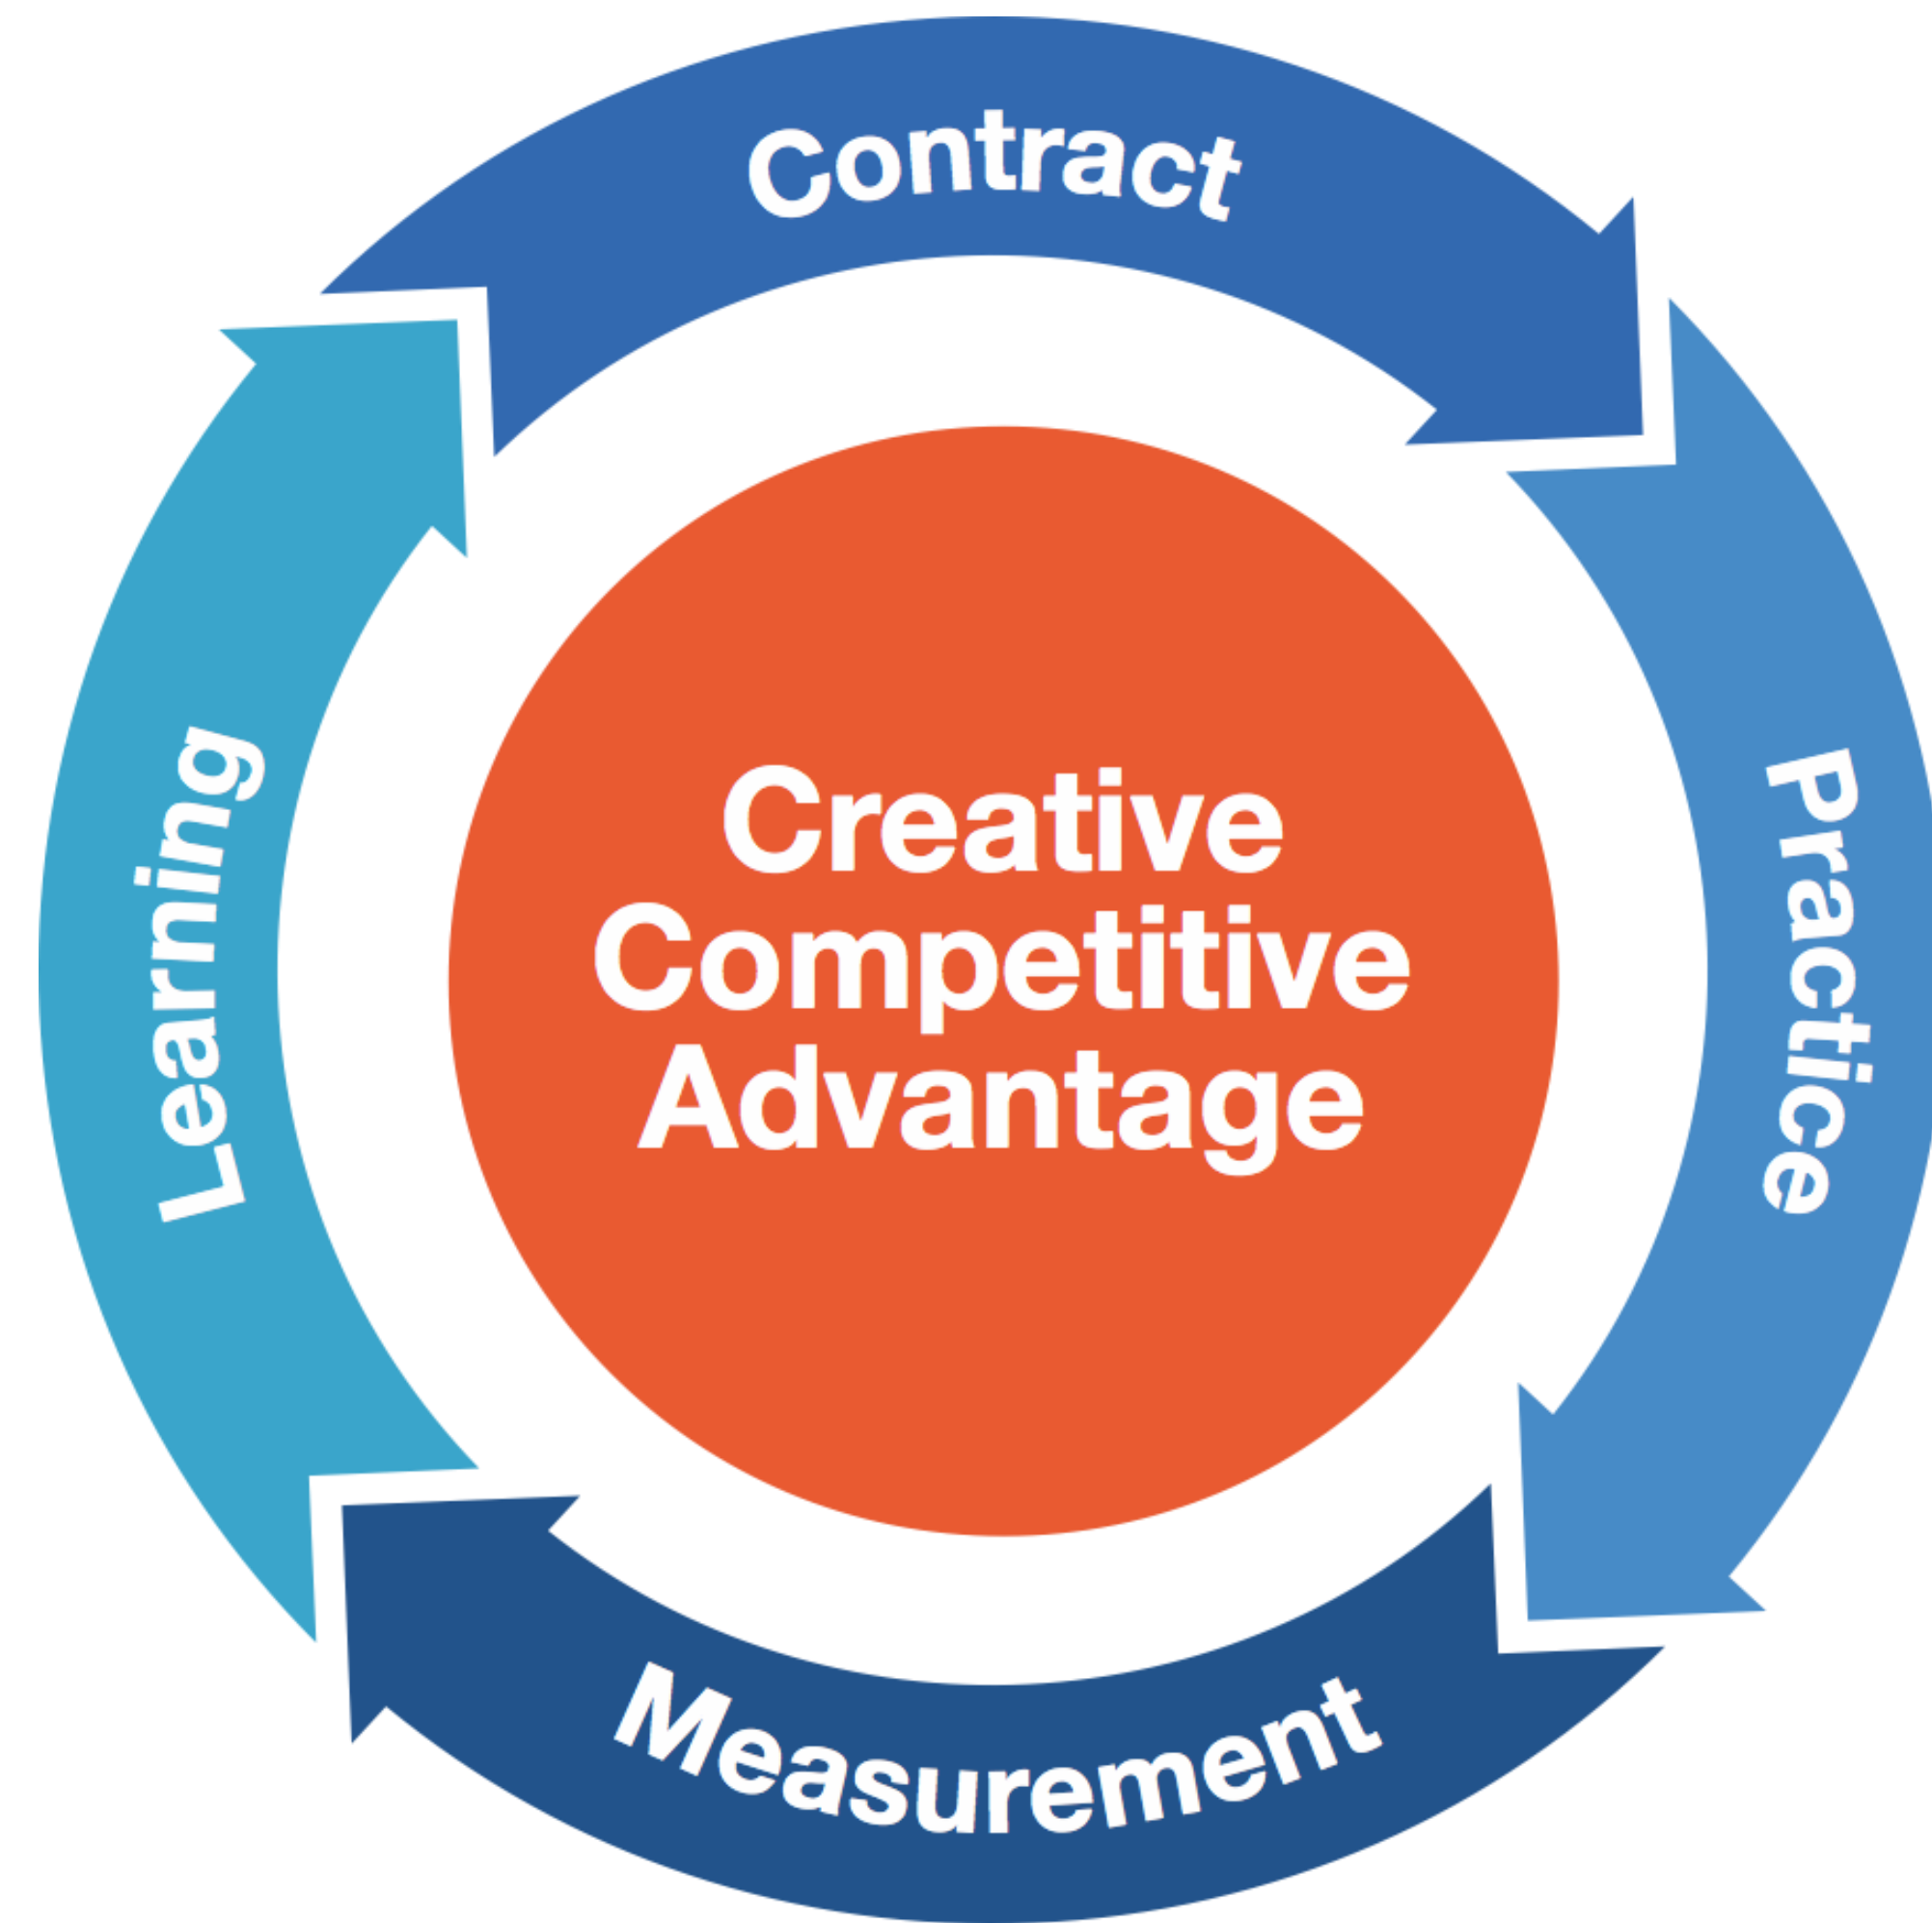 Contract
Practice
Measurement
Learning
Creative
Competitive
Advantage